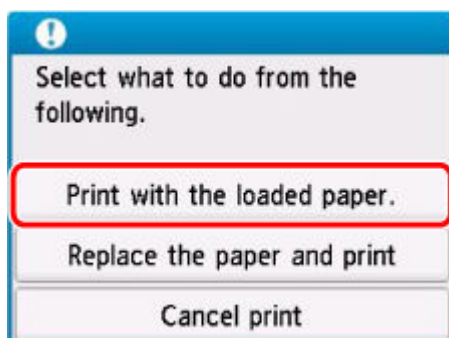 Select what to do from the
following.
Print with the loaded paper.
Replace the paper and print
Cancel print